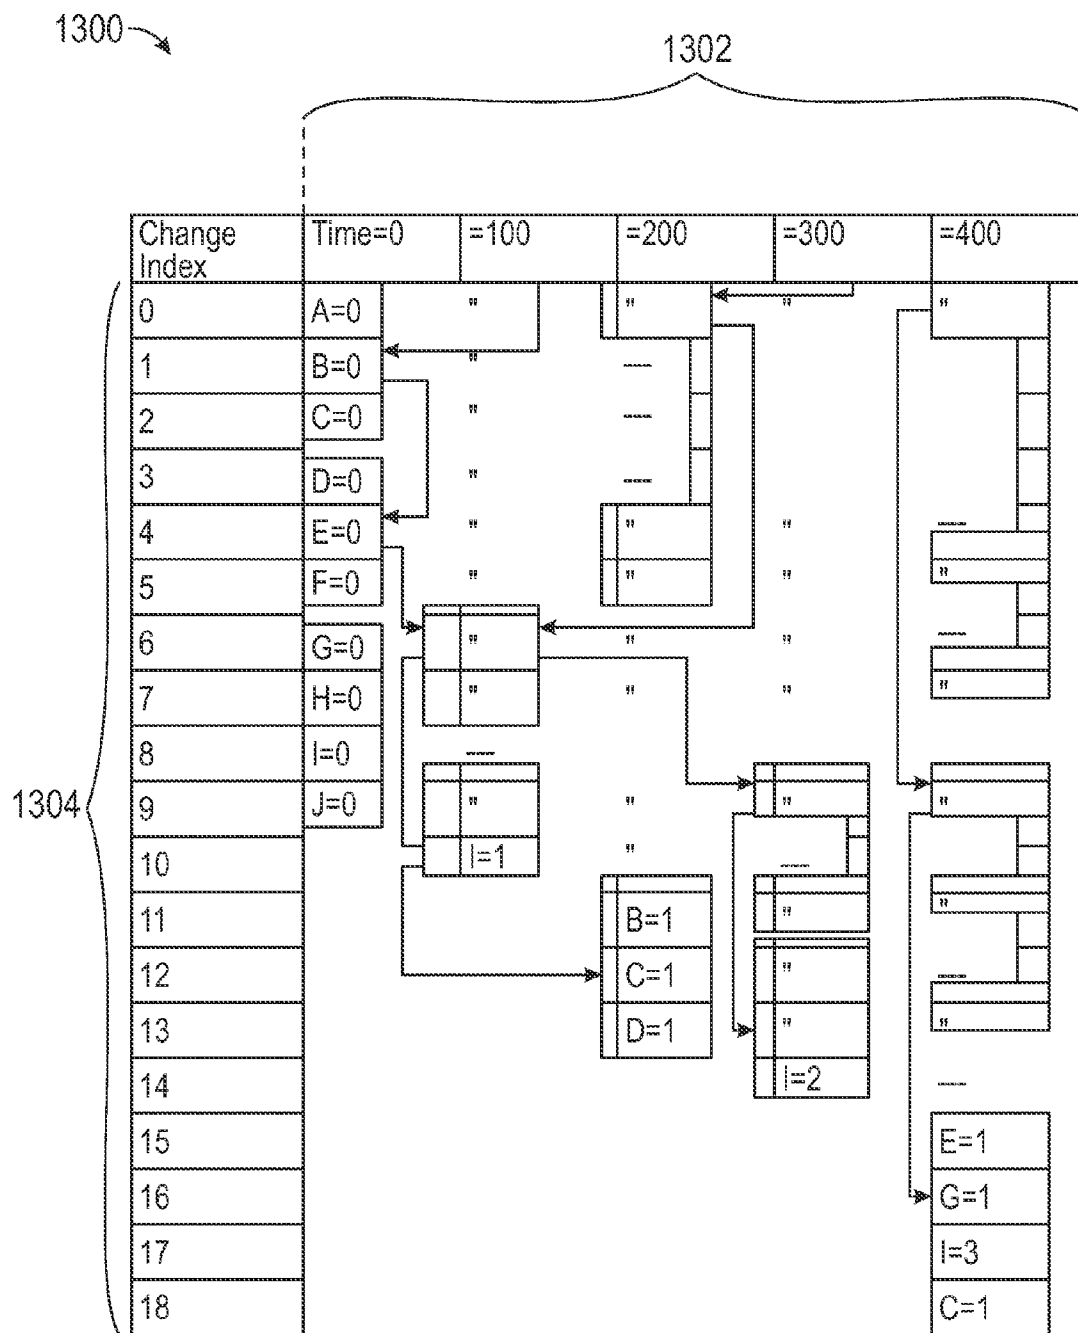 1300
1302
Change Index Time=0 =100 =200 =300 =400
0 A=0 " " " "
1 B=0 " —
2 C=0 " —
3 D=0 " —
4 E=0 " " " —
5 F=0 " " " "
6 G=0 " " " —
7 H=0 " " " "
8 I=0 —
1304
9 J=0 " " " "
10 I=1 " —
11 B=1 " "
12 C=1 " —
13 D=1 " "
14 I=2 —
15 E=1
16 G=1
17 I=3
18 C=1